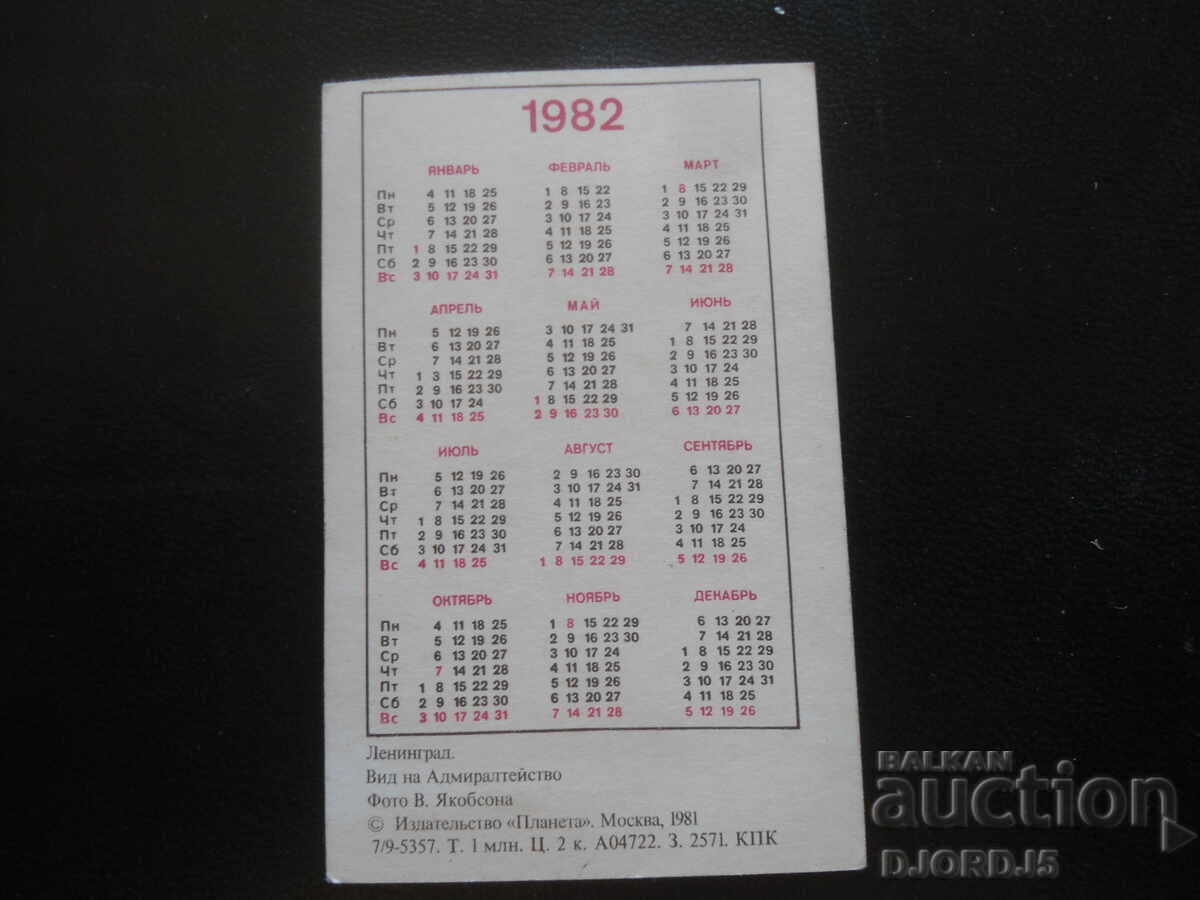 1982
ЯНВАРЬ ФЕВРАЛЬ МАРТ
Пн 4 11 18 25 1 8 15 22 1 8 15 22 29
Вт 5 12 19 26 2 9 16 23 2 9 16 23 30
Ср 6 13 20 27 3 10 17 24 3 10 17 24 31
Чт 7 14 21 28 4 11 18 25 4 11 18 25
Пт 1 8 15 22 29 5 12 19 26 5 12 19 26
Сб 2 9 16 23 30 6 13 20 27 6 13 20 27
Вс 3 10 17 24 31 7 14 21 28 7 14 21 28
АПРЕЛЬ МАЙ ИЮНЬ
Пн 5 12 19 26 3 10 17 24 31 7 14 21 28
Вт 6 13 20 27 4 11 18 25 1 8 15 22 29
Ср 7 14 21 28 5 12 19 26 2 9 16 23 30
Чт 1 3 15 22 29 6 13 20 27 3 10 17 24
Пт 2 9 16 23 30 7 14 21 28 4 11 18 25
Сб 3 10 17 24 1 8 15 22 29 5 12 19 26
Вс 4 11 18 25 2 9 16 23 30 6 13 20 27
ИЮЛЬ АВГУСТ СЕНТЯБРЬ
Пн 5 12 19 26 2 9 16 23 30 6 13 20 27
Вт 6 13 20 27 3 10 17 24 31 7 14 21 28
Ср 7 14 21 28 4 11 18 25 1 8 15 22 29
Чт 1 8 15 22 29 5 12 19 26 2 9 16 23 30
Пт 2 9 16 23 30 6 13 20 27 3 10 17 24
Сб 3 10 17 24 31 7 14 21 28 4 11 18 25
Вс 4 11 18 25 1 8 15 22 29 5 12 19 26
ОКТЯБРЬ НОЯБРЬ ДЕКАБРЬ
Пн 4 11 18 25 1 8 15 22 29 6 13 20 27
Вт 5 12 19 26 2 9 16 23 30 7 14 21 28
Ср 6 13 20 27 3 10 17 24 1 8 15 22 29
Чт 7 14 21 28 4 11 18 25 2 9 16 23 30
Пт 1 8 15 22 29 5 12 19 26 3 10 17 24 31
Сб 2 9 16 23 30 6 13 20 27 4 11 18 25
Вс 3 10 17 24 31 7 14 21 28 5 12 19 26
Ленинград.
Вид на Адмиралтейство
Фото В. Якобсона
© Издательство «Планета». Москва, 1981
7/9-5357. Т. 1 млн. Ц. 2 к. А04722. З. 2571. КПК
BALKAN
auction
DJORDJ5